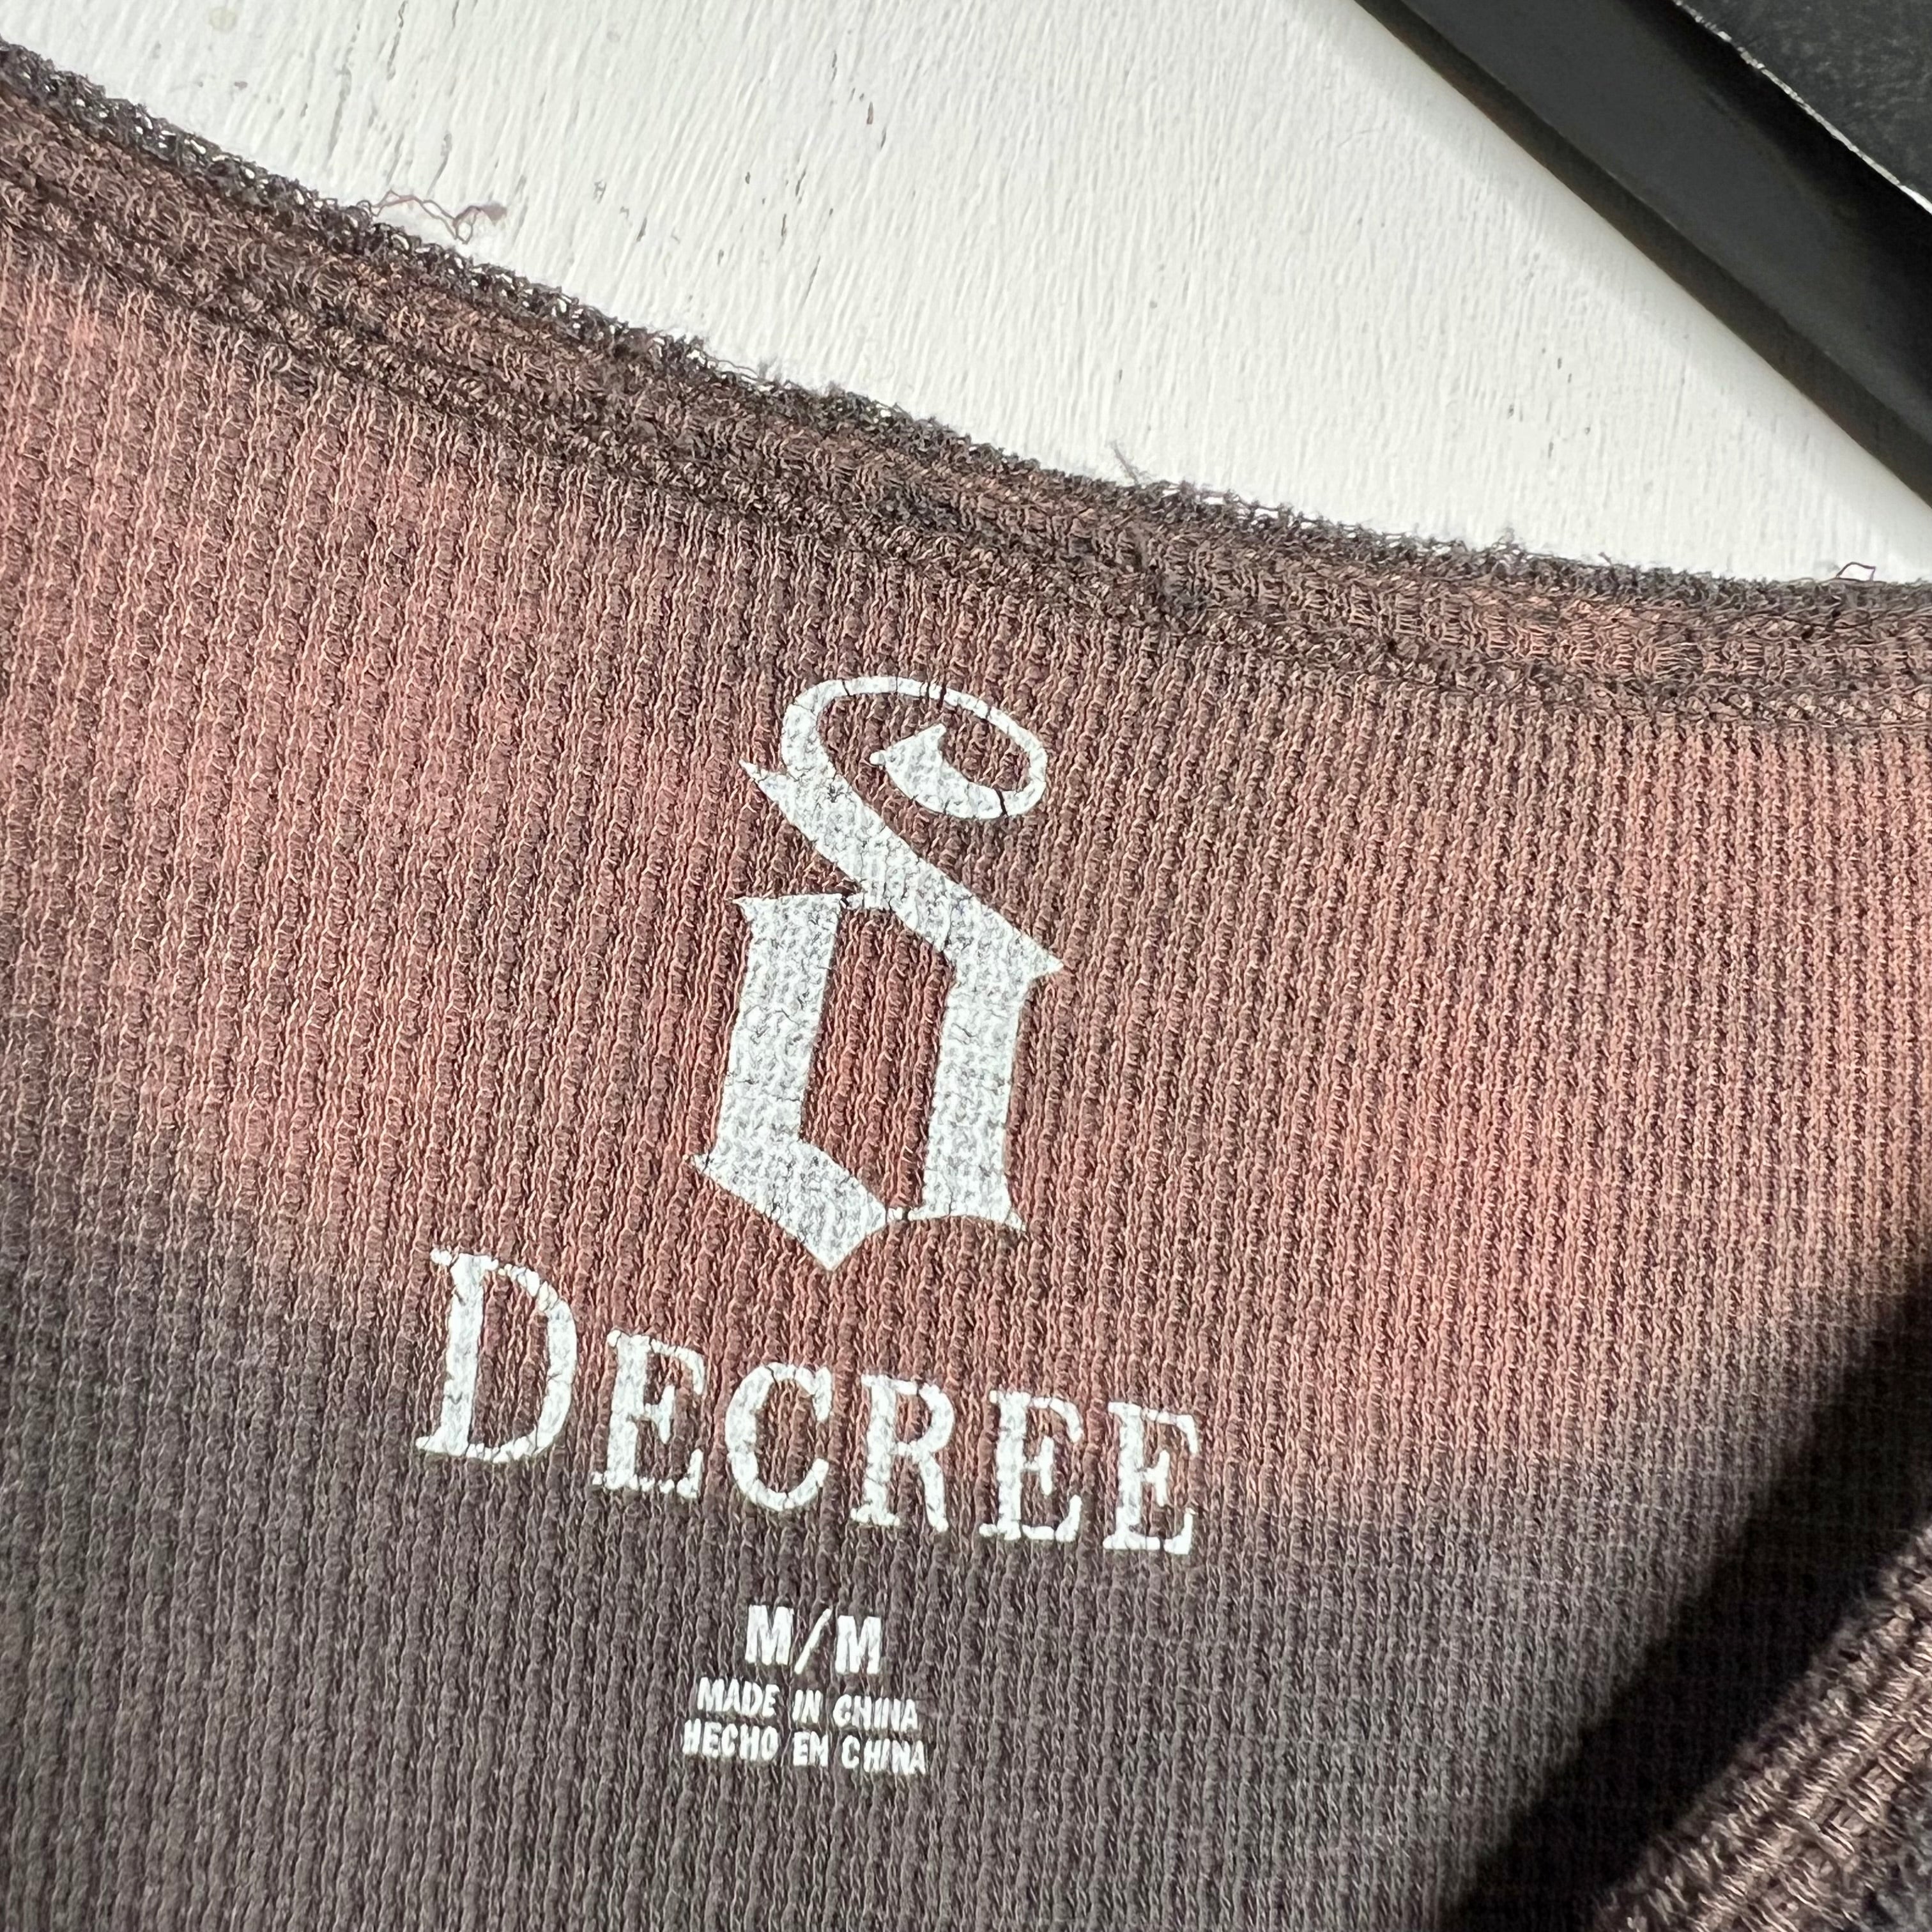 d
DECREE
M/M
MADE IN CHINA
HECHO EN CHINA